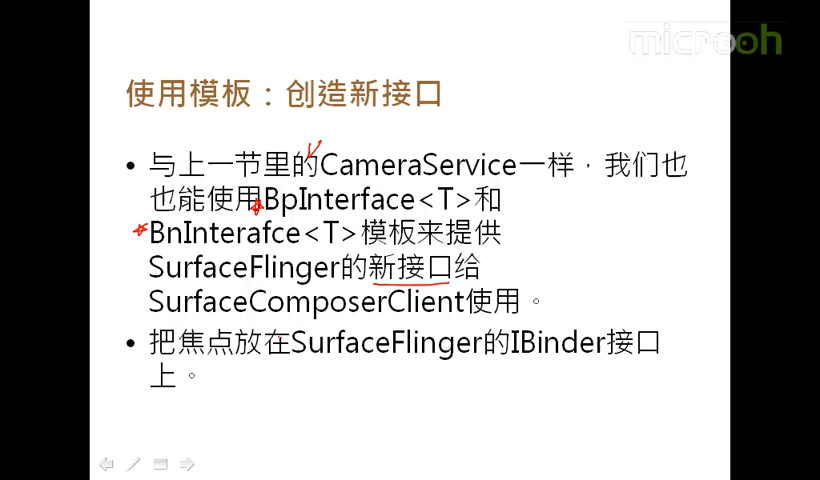 microoh
使用模板：创造新接口
• 与上一节里的CameraService一样，我们也
也能使用BpInterface<T>和
BnInterafce<T>模板来提供
SurfaceFlinger的新接口给
SurfaceComposerClient使用。
• 把焦点放在SurfaceFlinger的IBinder接口
上。